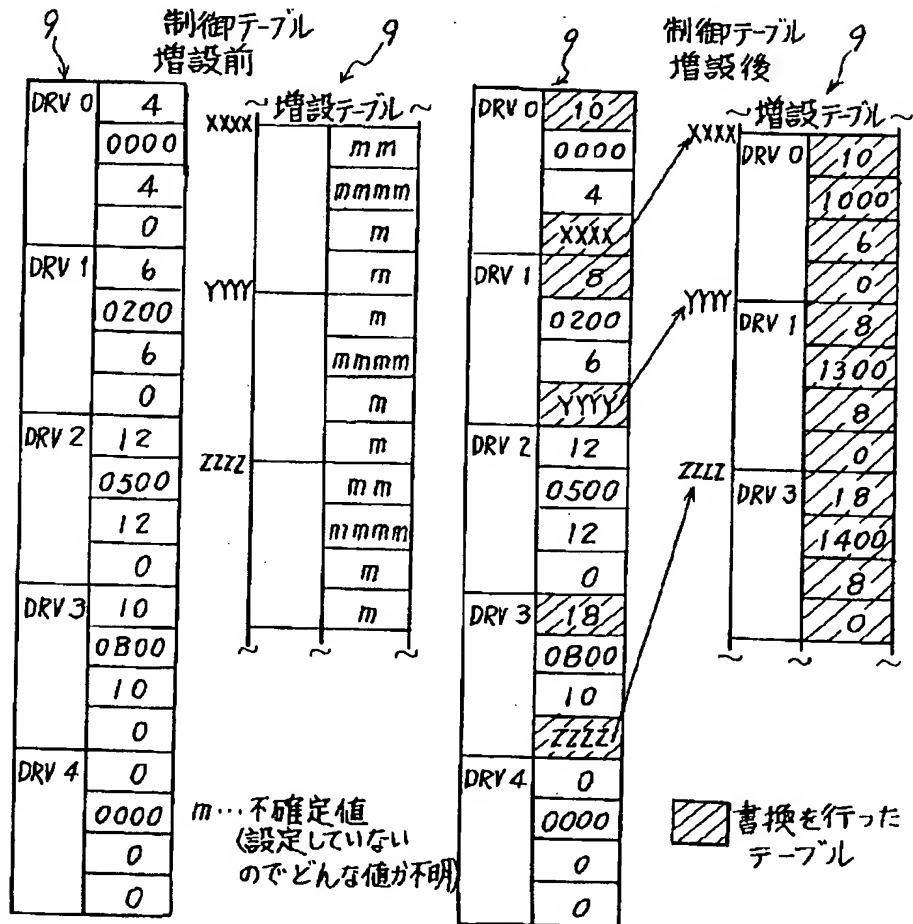 9
制御テーブル
増設前
DRV 0
4
0000
4
0
DRV 1
6
0200
6
0
DRV 2
12
0500
12
0
DRV 3
10
0B00
10
0
DRV 4
0
0000
0
0
9
~増設テーブル~
XXXX
mm
mmmm
m
m
YYYY
m
mmmm
m
m
ZZZZ
mm
mmmm
m
m
~ ~ ~
m…不確定値
(設定していない
のでどんな値か不明)
9
制御テーブル
増設後
DRV 0
10
0000
4
XXXX
DRV 1
8
0200
6
YYYY
DRV 2
12
0500
12
0
DRV 3
18
0B00
10
ZZZZ
DRV 4
0
0000
0
0
9
~増設テーブル~
XXXX
DRV 0
10
1000
6
0
YYYY
DRV 1
8
1300
8
0
ZZZZ
DRV 3
18
1400
8
0
~ ~ ~
書換を行った
テーブル